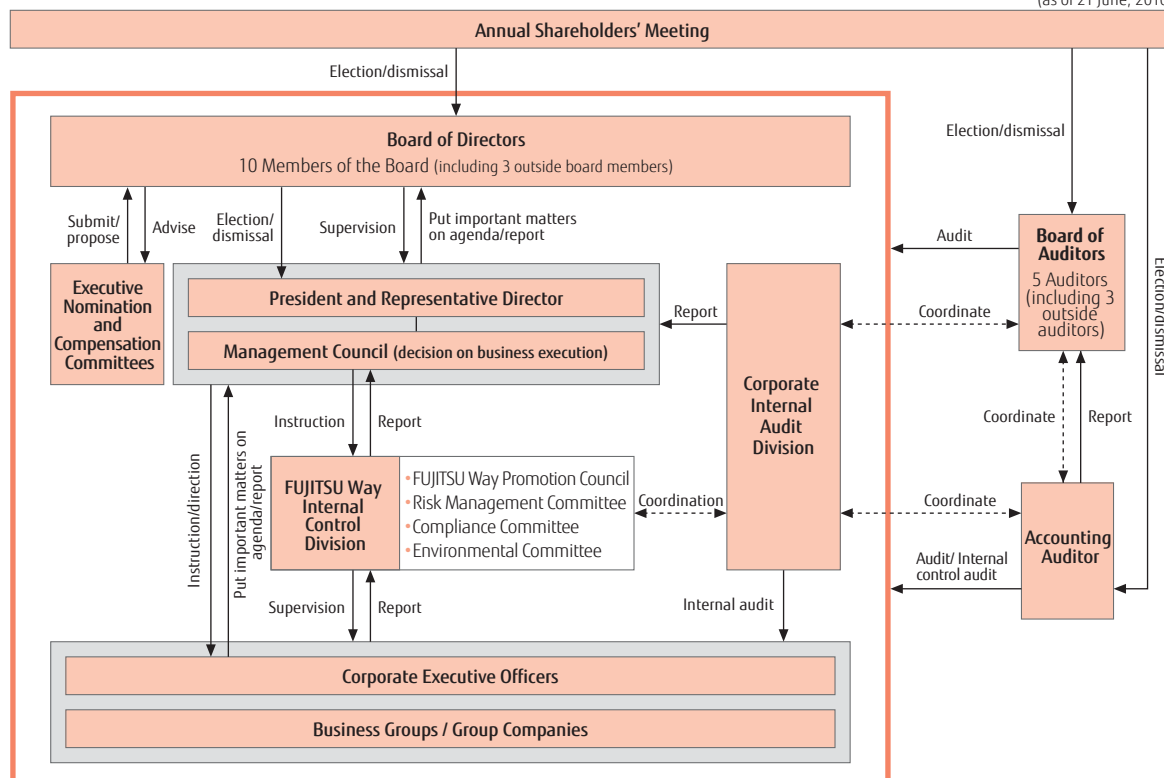 (as of 21 June, 2010
Annual Shareholders' Meeting
Election/dismissal
Election/dismissal
Election/dismissal
Board of Directors
10 Members of the Board (including 3 outside board members)
Submit/
propose
Advise
Election/
dismissal
Supervision
Put important matters
on agenda/report
Executive
Nomination
and
Compensation
Committees
President and Representative Director
Management Council (decision on business execution)
Report
Corporate
Internal
Audit
Division
Audit
Board of
Auditors
5 Auditors
(including 3
outside
auditors)
Coordinate
Coordinate
Report
Instruction/direction
Put important matters on
agenda/report
Instruction
Report
FUJITSU Way
Internal
Control
Division
• FUJITSU Way Promotion Council
• Risk Management Committee
• Compliance Committee
• Environmental Committee
Coordination
Coordinate
Accounting
Auditor
Audit/ Internal
control audit
Supervision
Report
Internal audit
Corporate Executive Officers
Business Groups / Group Companies